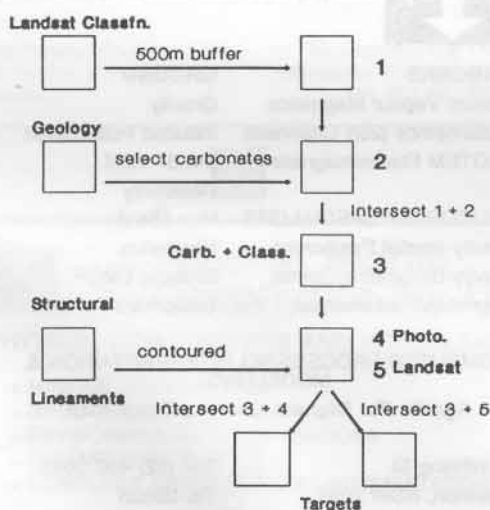 Landsat Classfn.
500m buffer
1
Geology
select carbonates
2
Intersect 1 + 2
Carb. + Class.
3
Structural
contoured
4 Photo.
5 Landsat
Lineaments
Intersect 3 + 4
Intersect 3 + 5
Targets